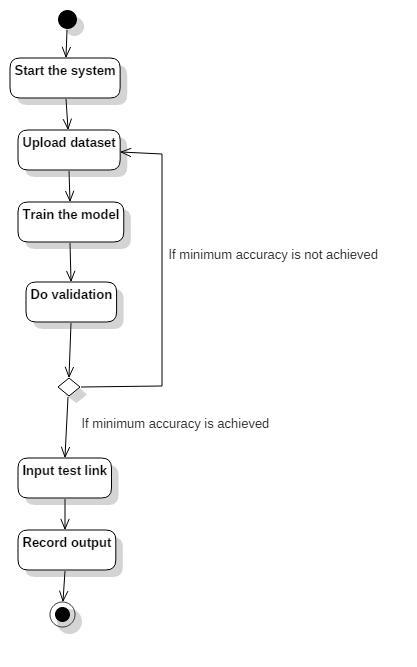 Start the system
Upload dataset
Train the model
If minimum accuracy is not achieved
Do validation
If minimum accuracy is achieved
Input test link
Record output